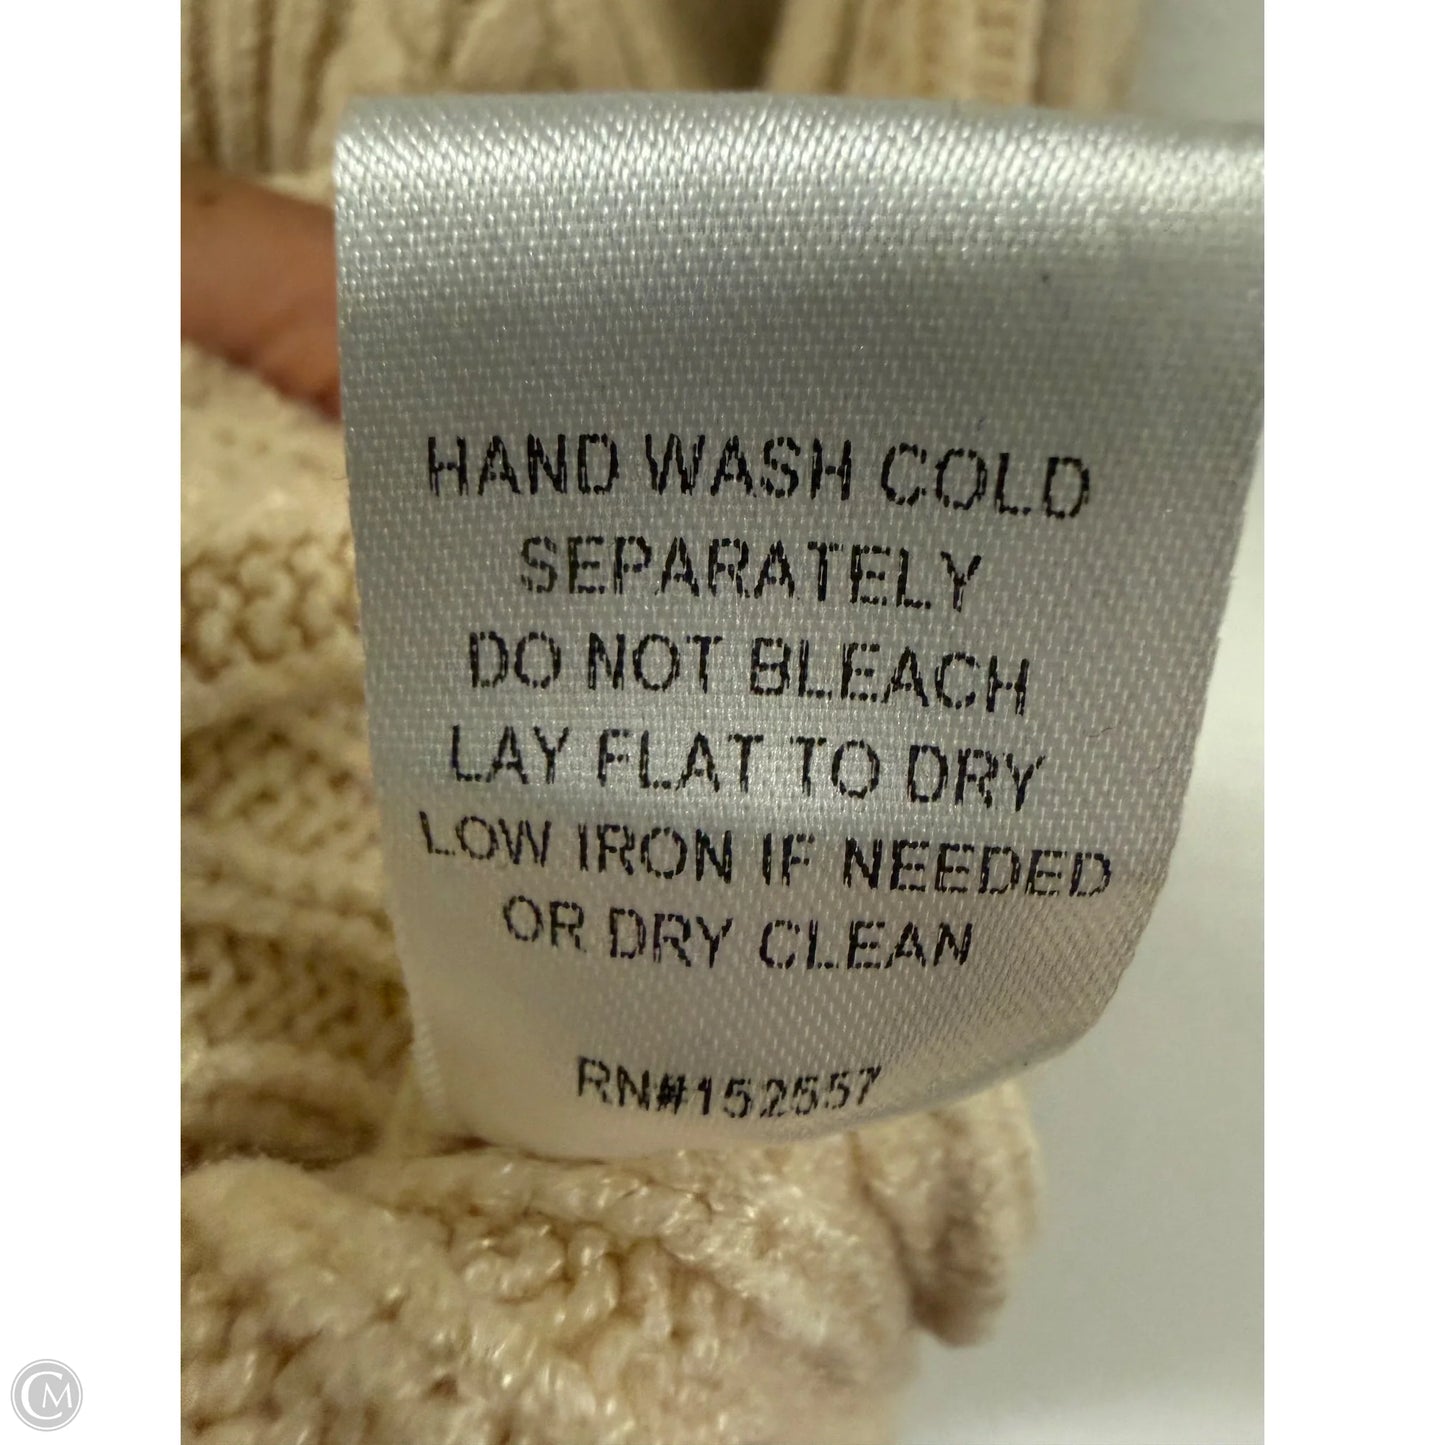 HAND WASH COLD
SEPARATELY
DO NOT BLEACH
LAY FLAT TO DRY
LOW IRON IF NEEDED
OR DRY CLEAN
RN#152557
CM